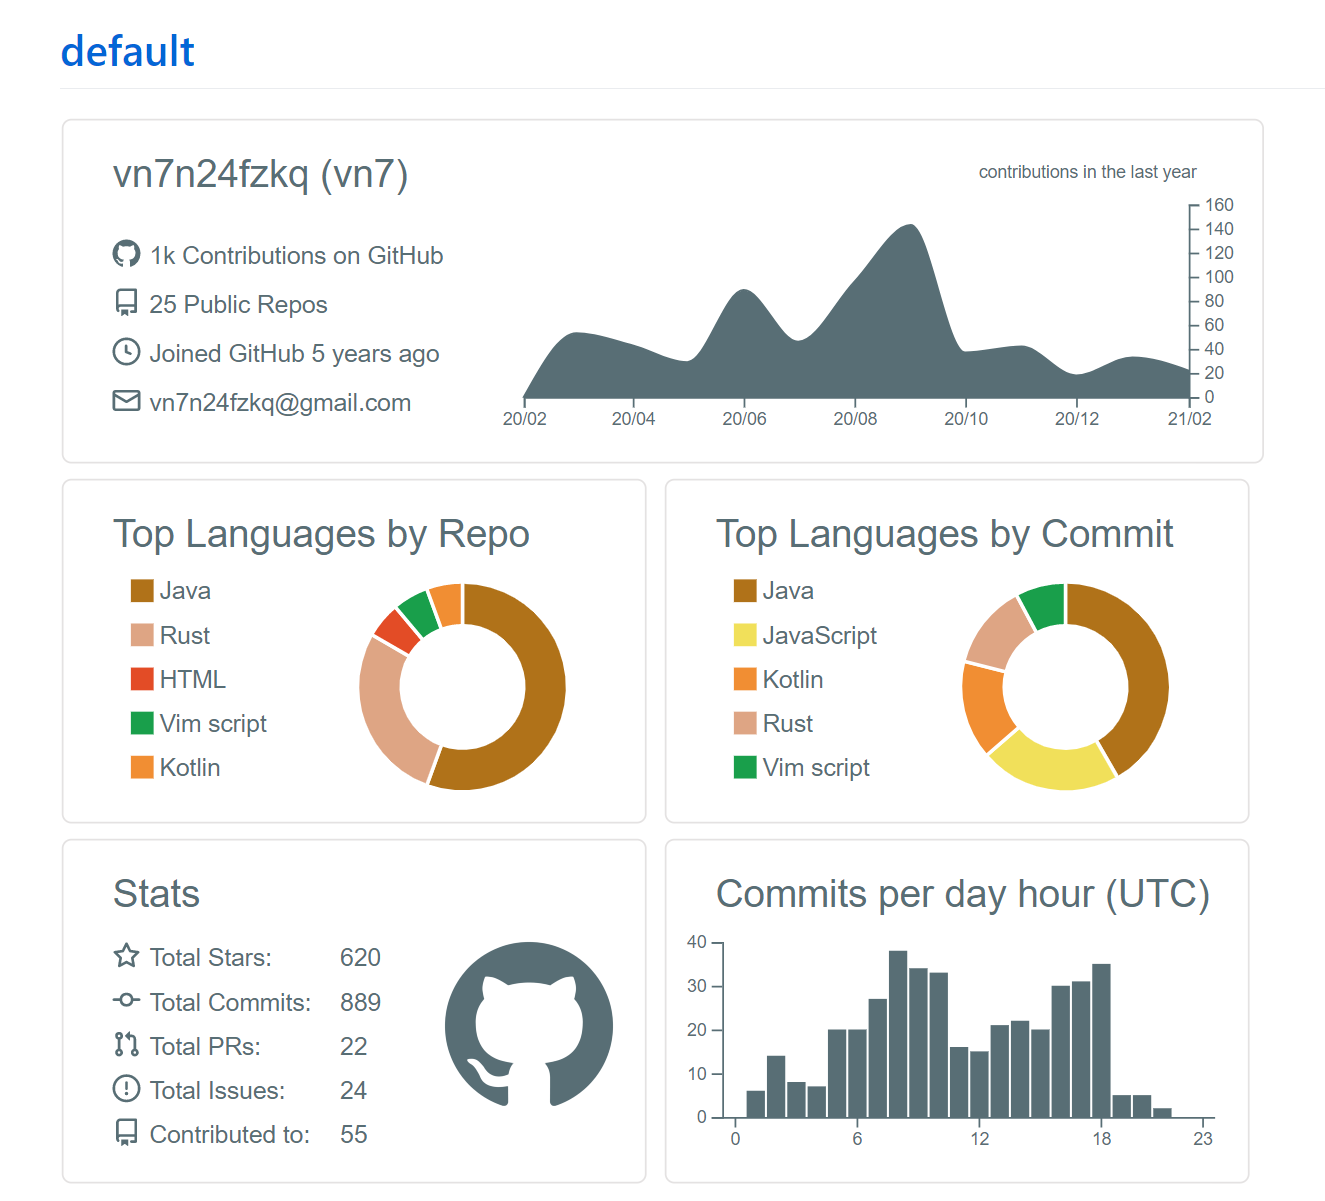 default
vn7n24fzkq (vn7)
1k Contributions on GitHub
25 Public Repos
Joined GitHub 5 years ago
vn7n24fzkq@gmail.com
contributions in the last year
160
140
120
100
80
60
40
20
0
20/02 20/04 20/06 20/08 20/10 20/12 21/02
Top Languages by Repo
Java
Rust
HTML
Vim script
Kotlin
Top Languages by Commit
Java
JavaScript
Kotlin
Rust
Vim script
Stats
Total Stars: 620
Total Commits: 889
Total PRs: 22
Total Issues: 24
Contributed to: 55
Commits per day hour (UTC)
40
30
20
10
0
0 6 12 18 23